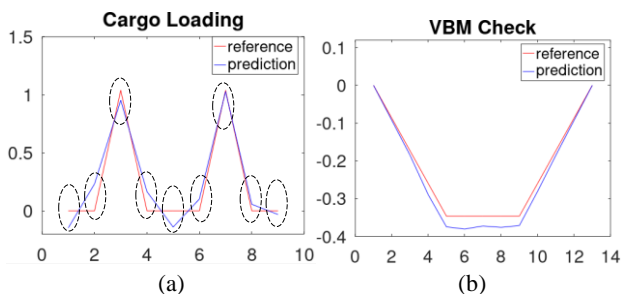 Cargo Loading
1.5
1
0.5
0
0 2 4 6 8 10
reference
prediction
(a)
VBM Check
0.1
0
-0.1
-0.2
-0.3
-0.4
0 2 4 6 8 10 12 14
reference
prediction
(b)